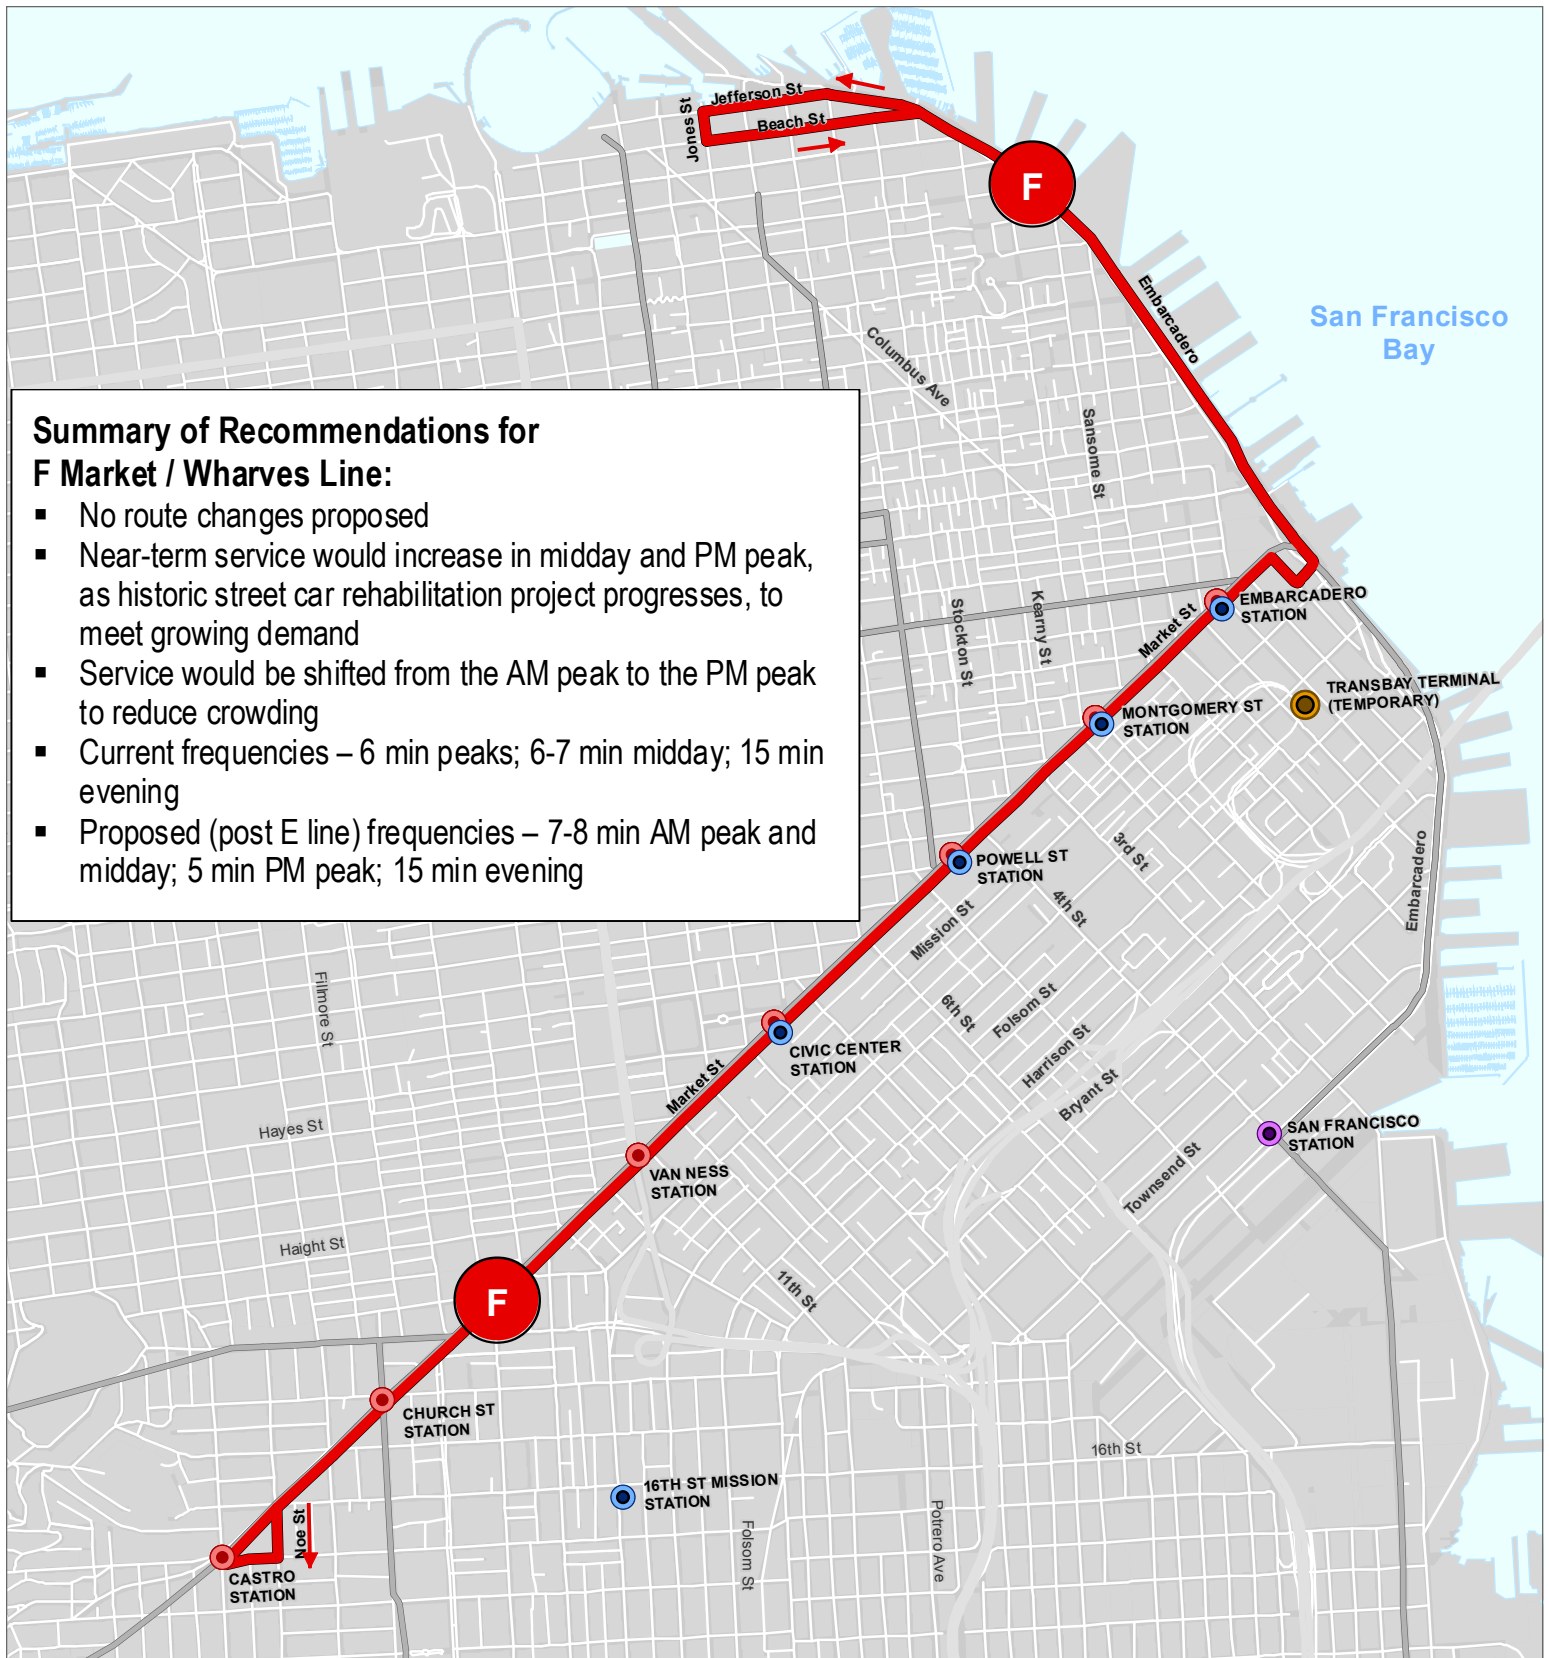 Jefferson St
Jones St
Beach St
F
Embarcadero
San Francisco
Bay
Columbus Ave
Sansome St
Summary of Recommendations for
F Market / Wharves Line:
▪ No route changes proposed
▪ Near-term service would increase in midday and PM peak,
as historic street car rehabilitation project progresses, to
meet growing demand
▪ Service would be shifted from the AM peak to the PM peak
to reduce crowding
▪ Current frequencies – 6 min peaks; 6-7 min midday; 15 min
evening
▪ Proposed (post E line) frequencies – 7-8 min AM peak and
midday; 5 min PM peak; 15 min evening
Stockton St
Kearny St
Market St
EMBARCADERO
STATION
TRANSBAY TERMINAL
(TEMPORARY)
MONTGOMERY ST
STATION
POWELL ST
STATION
3rd St
4th St
Mission St
Embarcadero
6th St
Folsom St
Harrison St
Bryant St
Fillmore St
CIVIC CENTER
STATION
Market St
Hayes St
SAN FRANCISCO
STATION
Townsend St
VAN NESS
STATION
Haight St
11th St
F
CHURCH ST
STATION
16th St
16TH ST MISSION
STATION
Noe St
Folsom St
Potrero Ave
CASTRO
STATION